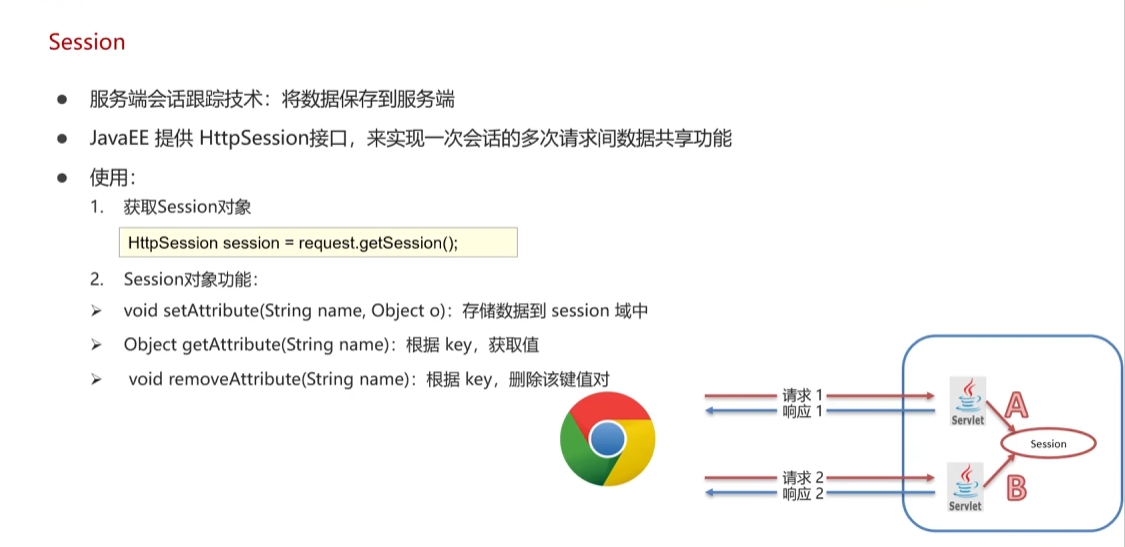 Session
● 服务端会话跟踪技术：将数据保存到服务端
● JavaEE 提供 HttpSession接口，来实现一次会话的多次请求间数据共享功能
● 使用：
1. 获取Session对象
HttpSession session = request.getSession();
2. Session对象功能：
➢ void setAttribute(String name, Object o)：存储数据到 session 域中
➢ Object getAttribute(String name)：根据 key，获取值
➢ void removeAttribute(String name)：根据 key，删除该键值对
请求 1
响应 1
Servlet
A
Session
请求 2
响应 2
Servlet
B